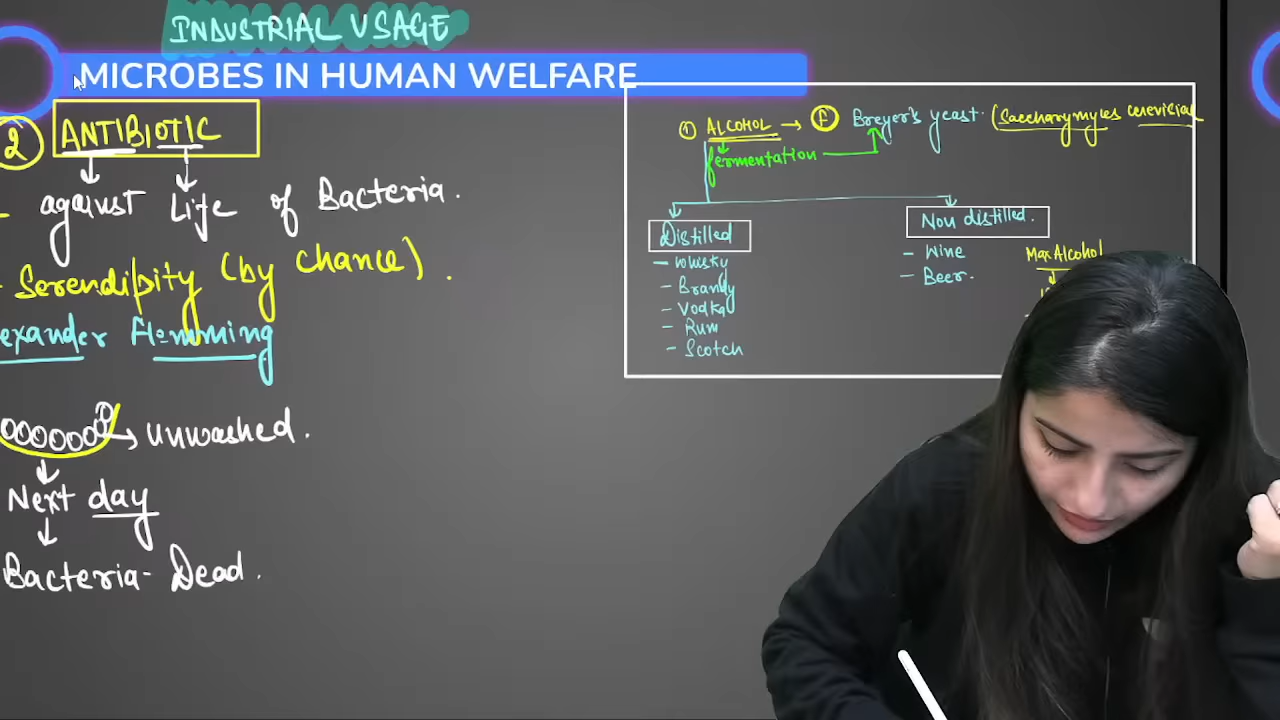 INDUSTRIAL USAGE
MICROBES IN HUMAN WELFARE
2 ANTIBIOTIC
against Life of Bacteria.
- Serendipity (by chance).
exander Flemming
→ unwashed.
Next day
Bacteria - Dead.
① ALCOHOL → Ⓕ Breyer's yeast. (Saccharymyles cerevisiae
fermentation
Distilled
- Whisky
- Brandy
- Vodka
- Rum
- Scotch
Non distilled.
- Wine
- Beer.
Max Alcohol